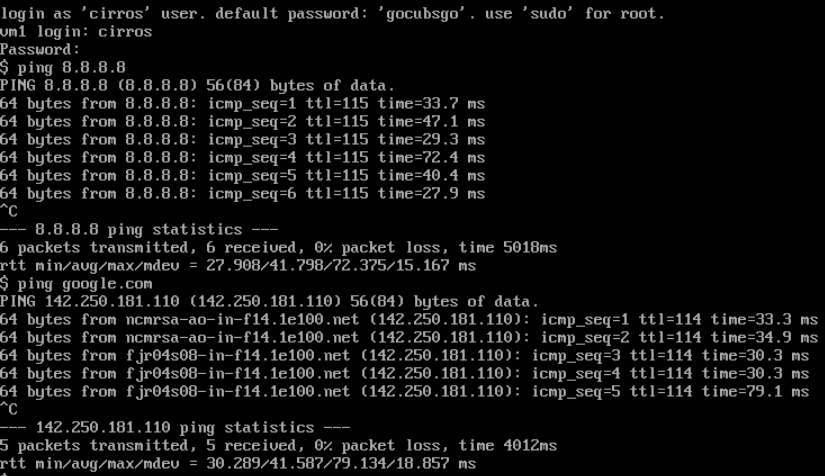 login as 'cirros' user. default password: 'gocubsgo'. use 'sudo' for root.
vm1 login: cirros
Password:
$ ping 8.8.8.8
PING 8.8.8.8 (8.8.8.8) 56(84) bytes of data.
64 bytes from 8.8.8.8: icmp_seq=1 ttl=115 time=33.7 ms
64 bytes from 8.8.8.8: icmp_seq=2 ttl=115 time=47.1 ms
64 bytes from 8.8.8.8: icmp_seq=3 ttl=115 time=29.3 ms
64 bytes from 8.8.8.8: icmp_seq=4 ttl=115 time=72.4 ms
64 bytes from 8.8.8.8: icmp_seq=5 ttl=115 time=40.4 ms
64 bytes from 8.8.8.8: icmp_seq=6 ttl=115 time=27.9 ms
^C
--- 8.8.8.8 ping statistics ---
6 packets transmitted, 6 received, 0% packet loss, time 5018ms
rtt min/avg/max/mdev = 27.908/41.798/72.375/15.167 ms
$ ping google.com
PING 142.250.181.110 (142.250.181.110) 56(84) bytes of data.
64 bytes from ncmrsa-ao-in-f14.1e100.net (142.250.181.110): icmp_seq=1 ttl=114 time=33.3 ms
64 bytes from ncmrsa-ao-in-f14.1e100.net (142.250.181.110): icmp_seq=2 ttl=114 time=34.9 ms
64 bytes from fjr04s08-in-f14.1e100.net (142.250.181.110): icmp_seq=3 ttl=114 time=30.3 ms
64 bytes from fjr04s08-in-f14.1e100.net (142.250.181.110): icmp_seq=4 ttl=114 time=30.3 ms
64 bytes from fjr04s08-in-f14.1e100.net (142.250.181.110): icmp_seq=5 ttl=114 time=79.1 ms
^C
--- 142.250.181.110 ping statistics ---
5 packets transmitted, 5 received, 0% packet loss, time 4012ms
rtt min/avg/max/mdev = 30.289/41.587/79.134/18.857 ms